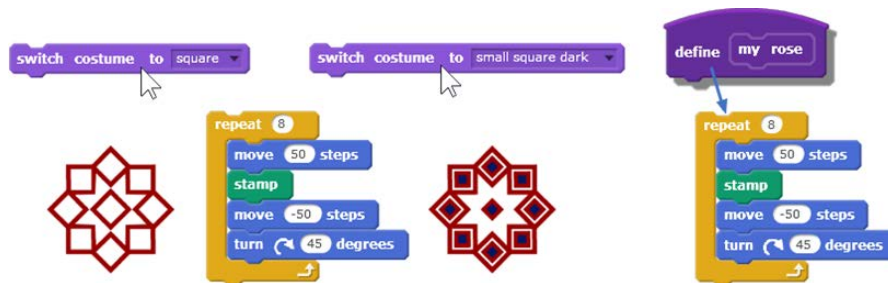 switch costume to square
switch costume to small square dark
define my rose
repeat 8
move 50 steps
stamp
move -50 steps
turn 45 degrees
repeat 8
move 50 steps
stamp
move -50 steps
turn 45 degrees